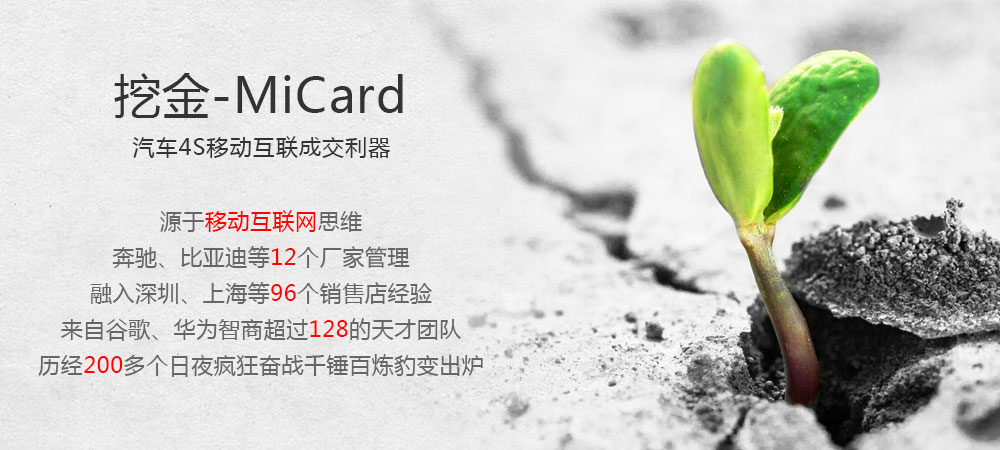 挖金-MiCard
汽车4S移动互联成交利器
源于移动互联网思维
奔驰、比亚迪等12个厂家管理
融入深圳、上海等96个销售店经验
来自谷歌、华为智商超过128的天才团队
历经200多个日夜疯狂奋战千锤百炼豹变出炉